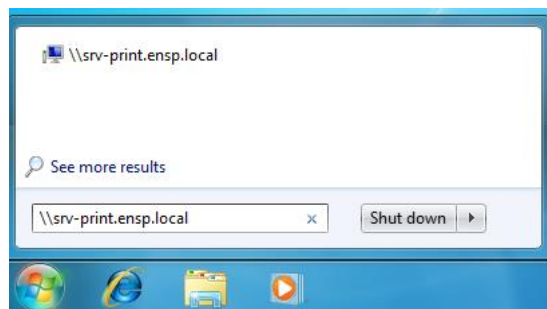 \\srv-print.ensp.local
See more results
\\srv-print.ensp.local
Shut down